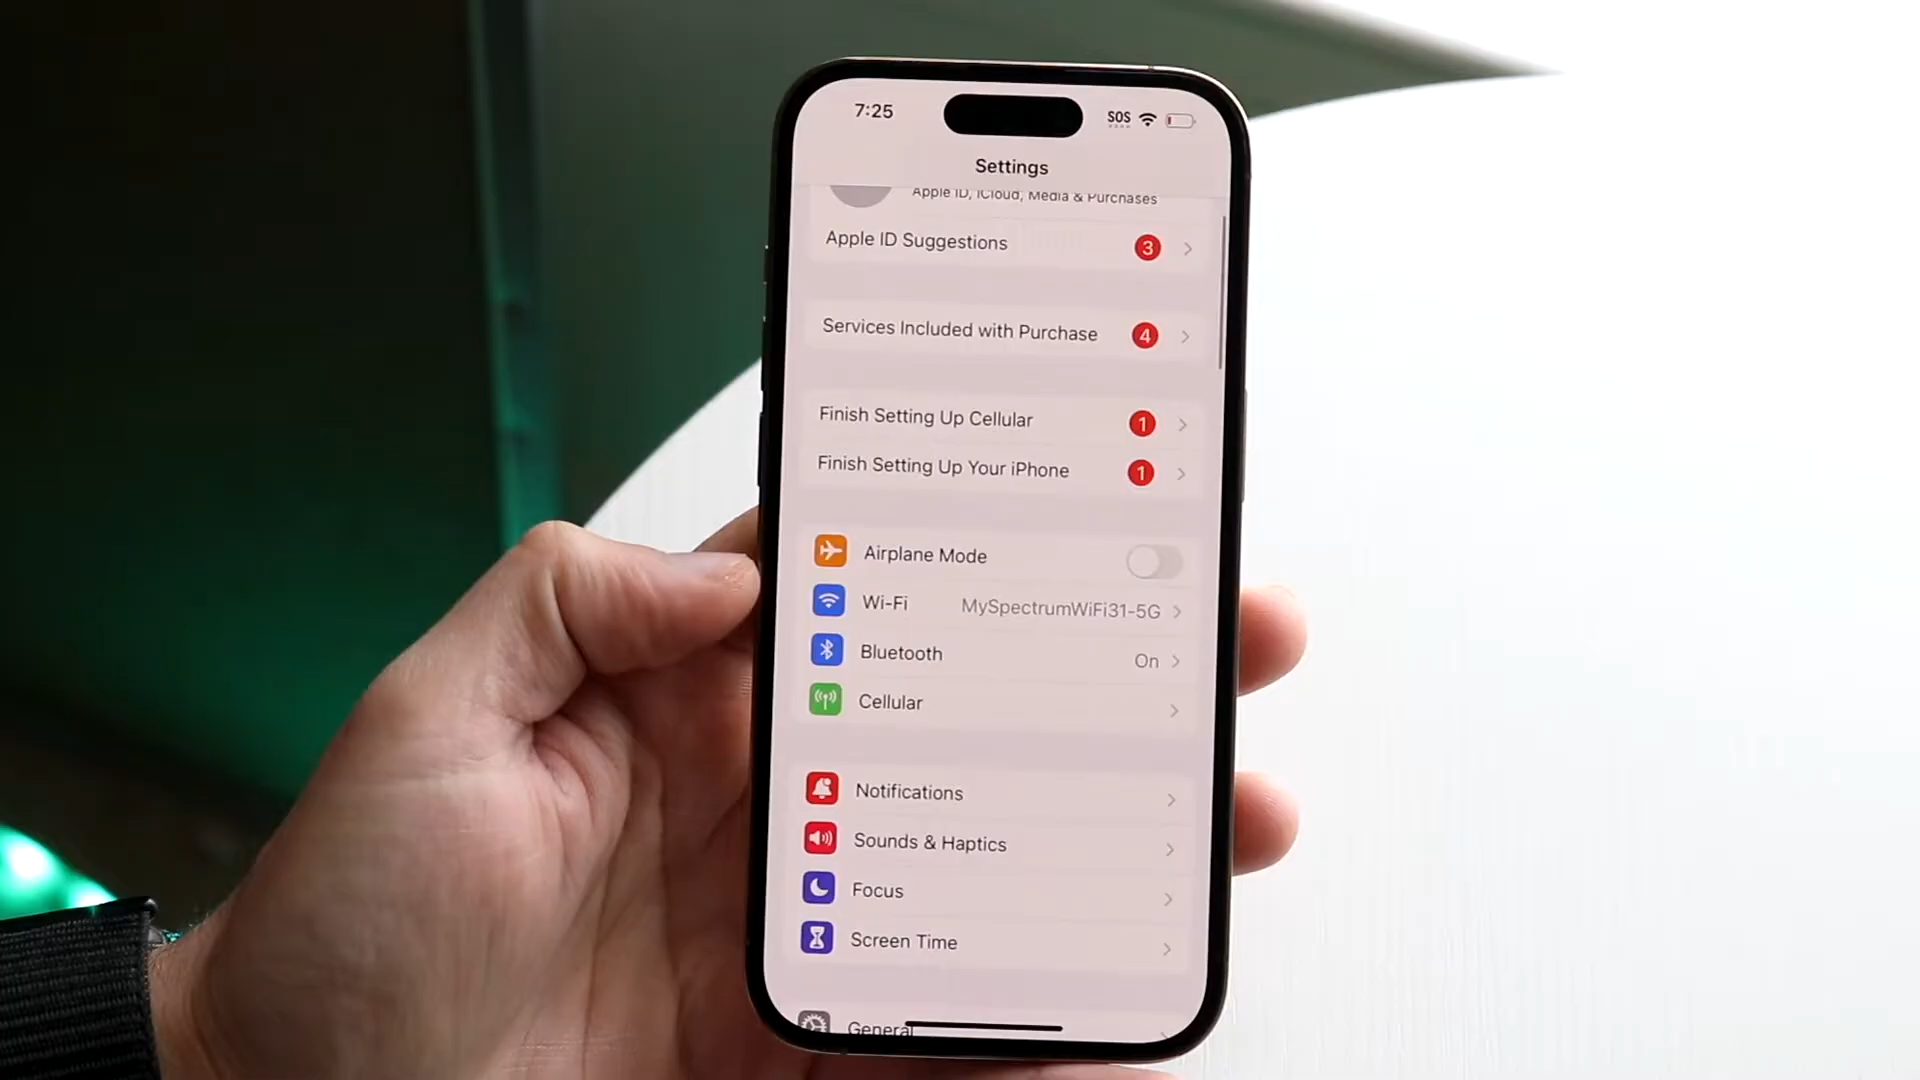 7:25
SOS
Settings
Apple ID, iCloud, Media & Purchases
Apple ID Suggestions 3
Services Included with Purchase 4
Finish Setting Up Cellular 1
Finish Setting Up Your iPhone 1
Airplane Mode
Wi-Fi MySpectrumWiFi31-5G
Bluetooth On
Cellular
Notifications
Sounds & Haptics
Focus
Screen Time
General